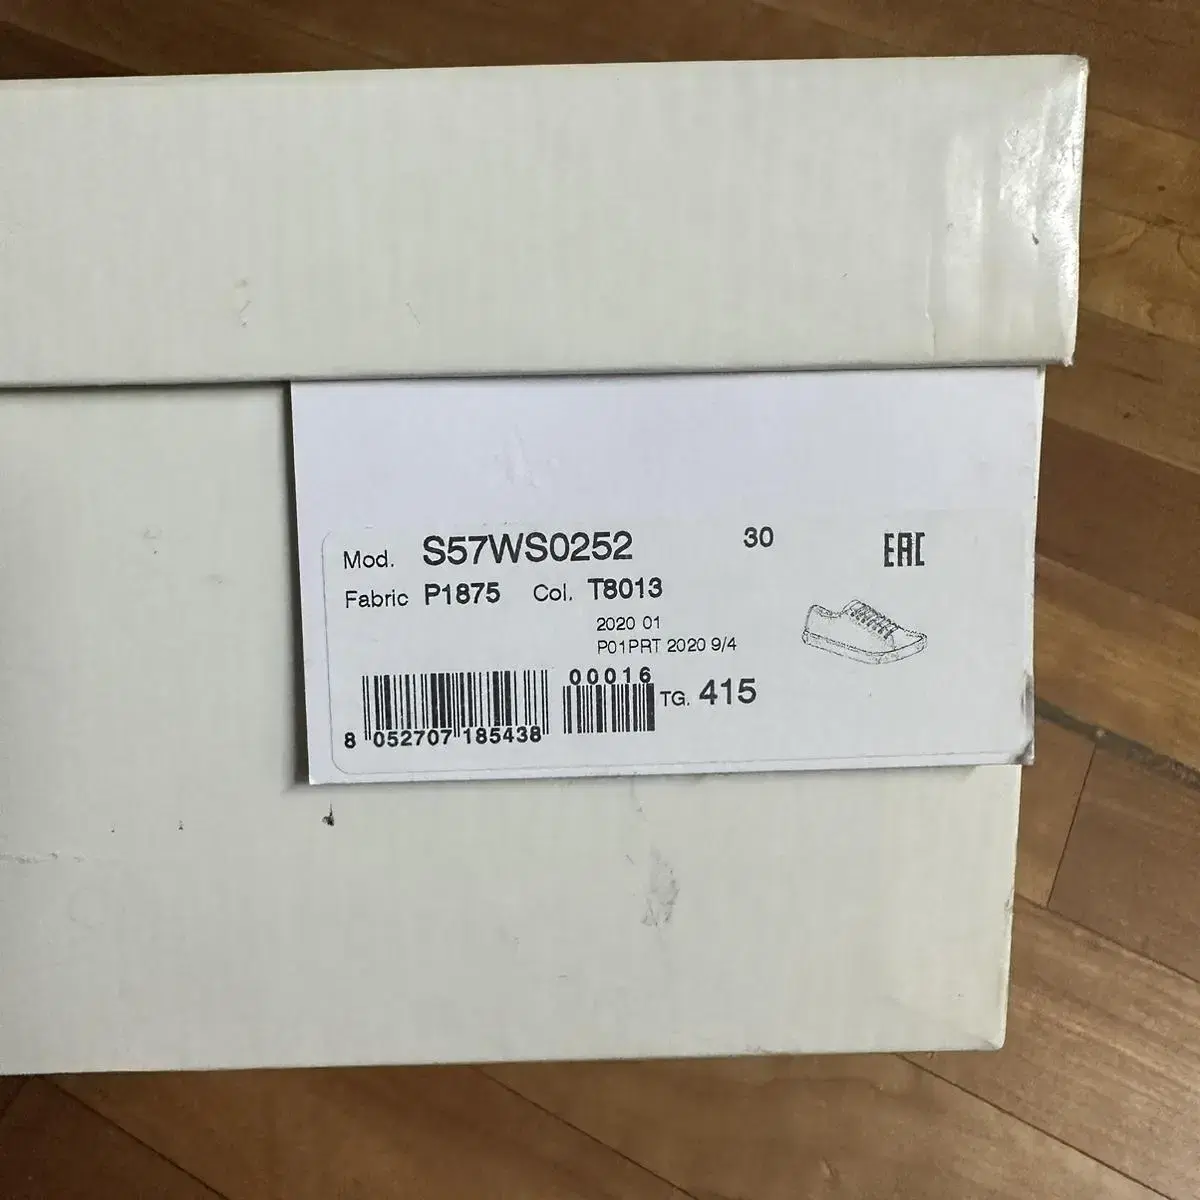 Mod. S57WS0252 30 EAC
Fabric P1875 Col. T8013
2020 01
P01PRT 2020 9/4
00016
TG. 415
8 052707 185438